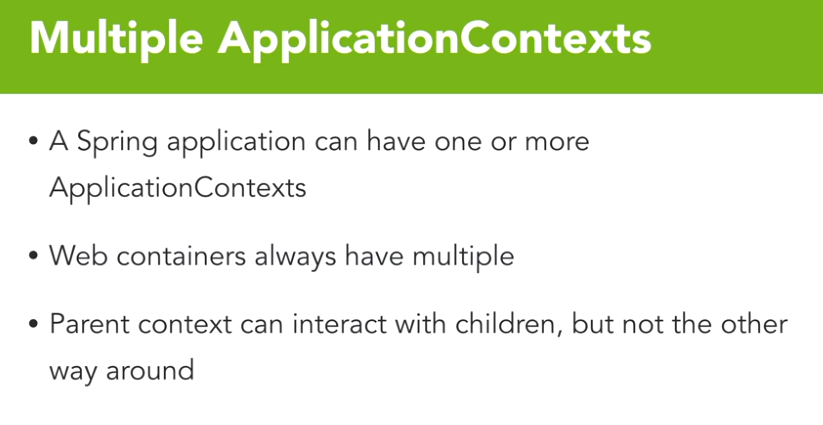 Multiple ApplicationContexts
• A Spring application can have one or more
ApplicationContexts
• Web containers always have multiple
• Parent context can interact with children, but not the other
way around